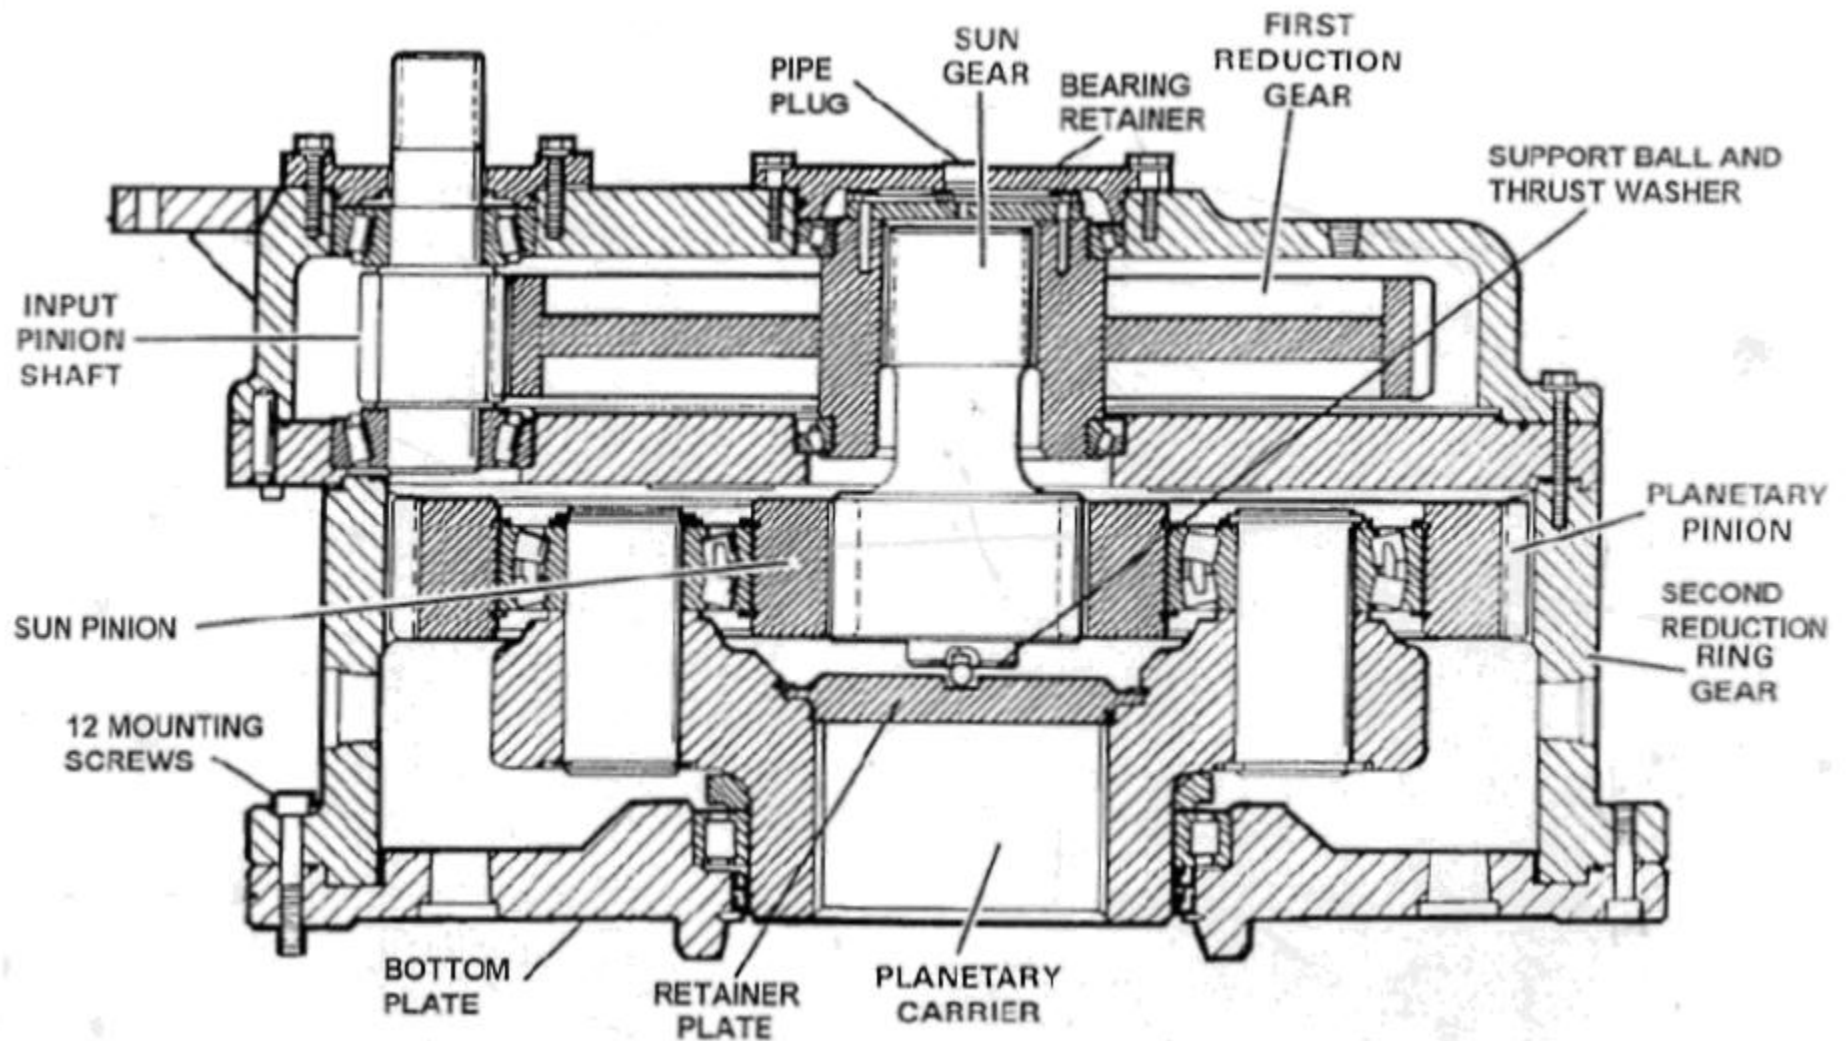 PIPE
PLUG
SUN
GEAR
BEARING
RETAINER
FIRST
REDUCTION
GEAR
SUPPORT BALL AND
THRUST WASHER
INPUT
PINION
SHAFT
PLANETARY
PINION
SUN PINION
SECOND
REDUCTION
RING
GEAR
12 MOUNTING
SCREWS
BOTTOM
PLATE
RETAINER
PLATE
PLANETARY
CARRIER